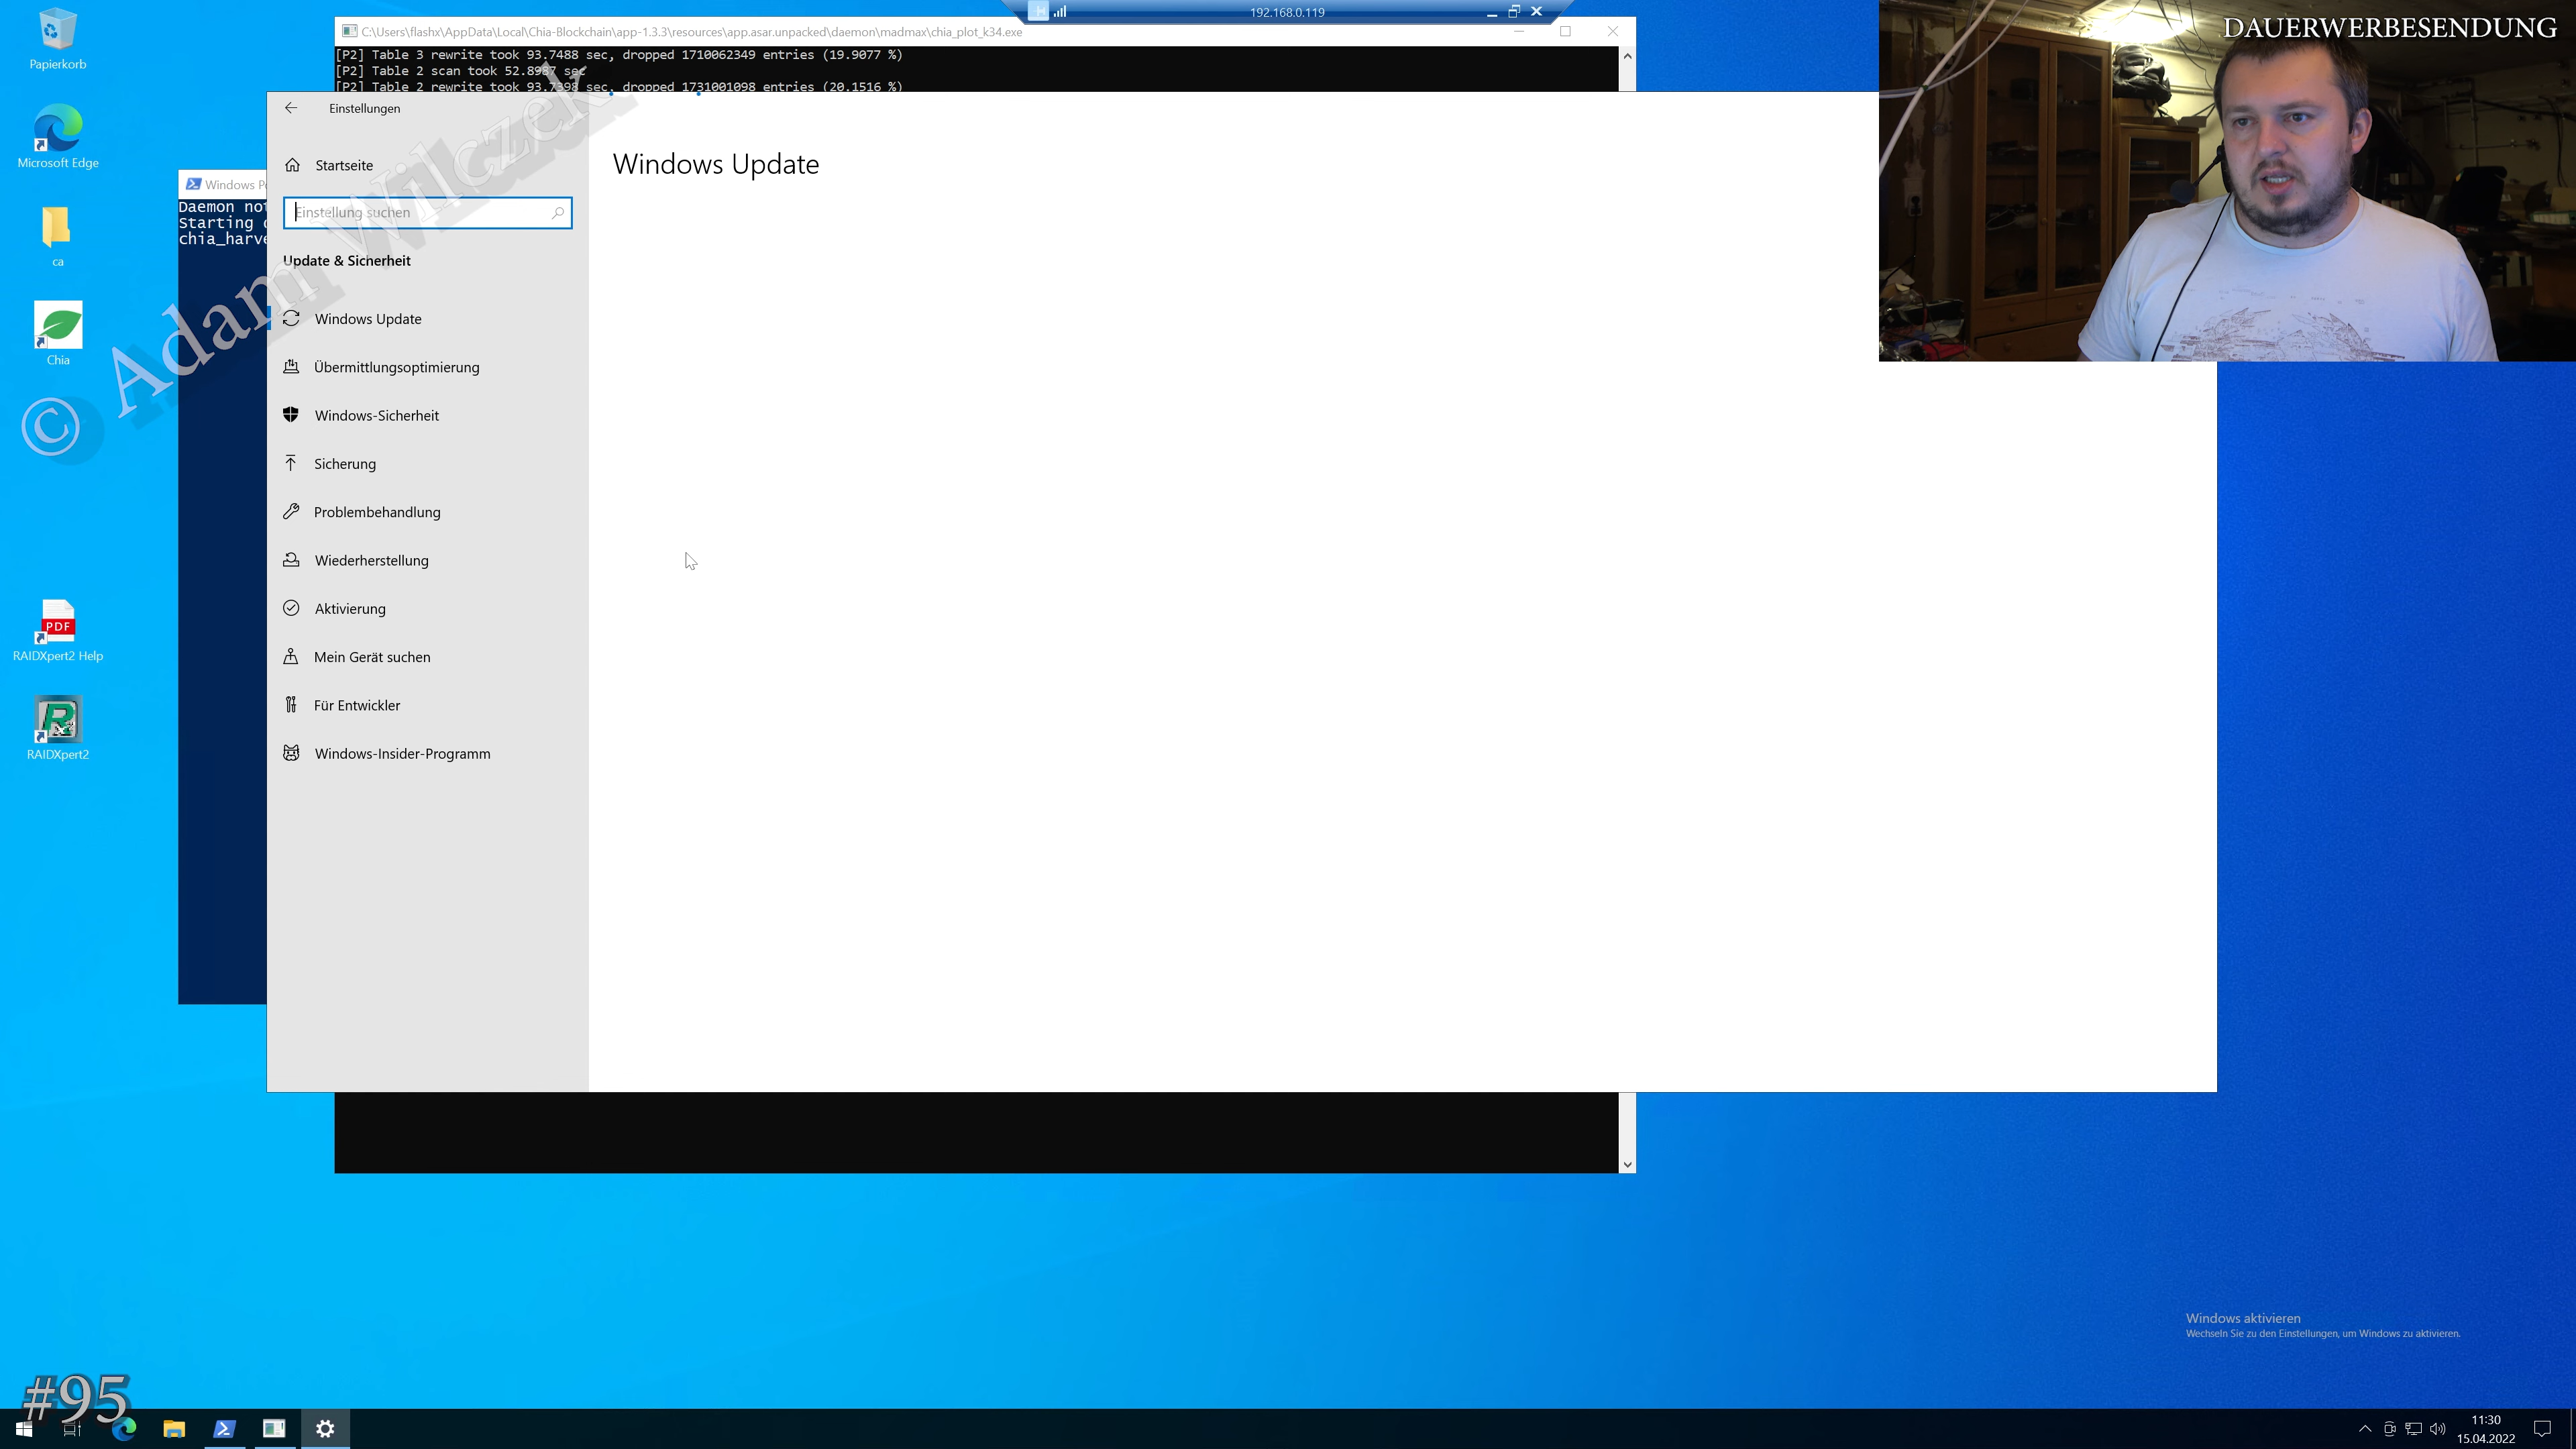 192.168.0.119
DAUERWERBESENDUNG
C:\Users\flashx\AppData\Local\Chia-Blockchain\app-1.3.3\resources\app.asar.unpacked\daemon\madmax\chia_plot_k34.exe
[P2] Table 3 rewrite took 93.7488 sec, dropped 1710062349 entries (19.9077 %)
[P2] Table 2 scan took 52.8987 sec
[P2] Table 2 rewrite took 93.7398 sec, dropped 1731001098 entries (20.1516 %)
Papierkorb
Microsoft Edge
ca
Chia
RAIDXpert2 Help
PDF
RAIDXpert2
Windows
Daemon
Starting
Einstellungen
Startseite
Einstellung suchen
Update & Sicherheit
Windows Update
Übermittlungsoptimierung
Windows-Sicherheit
Sicherung
Problembehandlung
Wiederherstellung
Aktivierung
Mein Gerät suchen
Für Entwickler
Windows-Insider-Programm
Windows Update
© Adam Wilczek
Windows aktivieren
Wechseln Sie zu den Einstellungen, um Windows zu aktivieren.
#95
11:30
15.04.2022